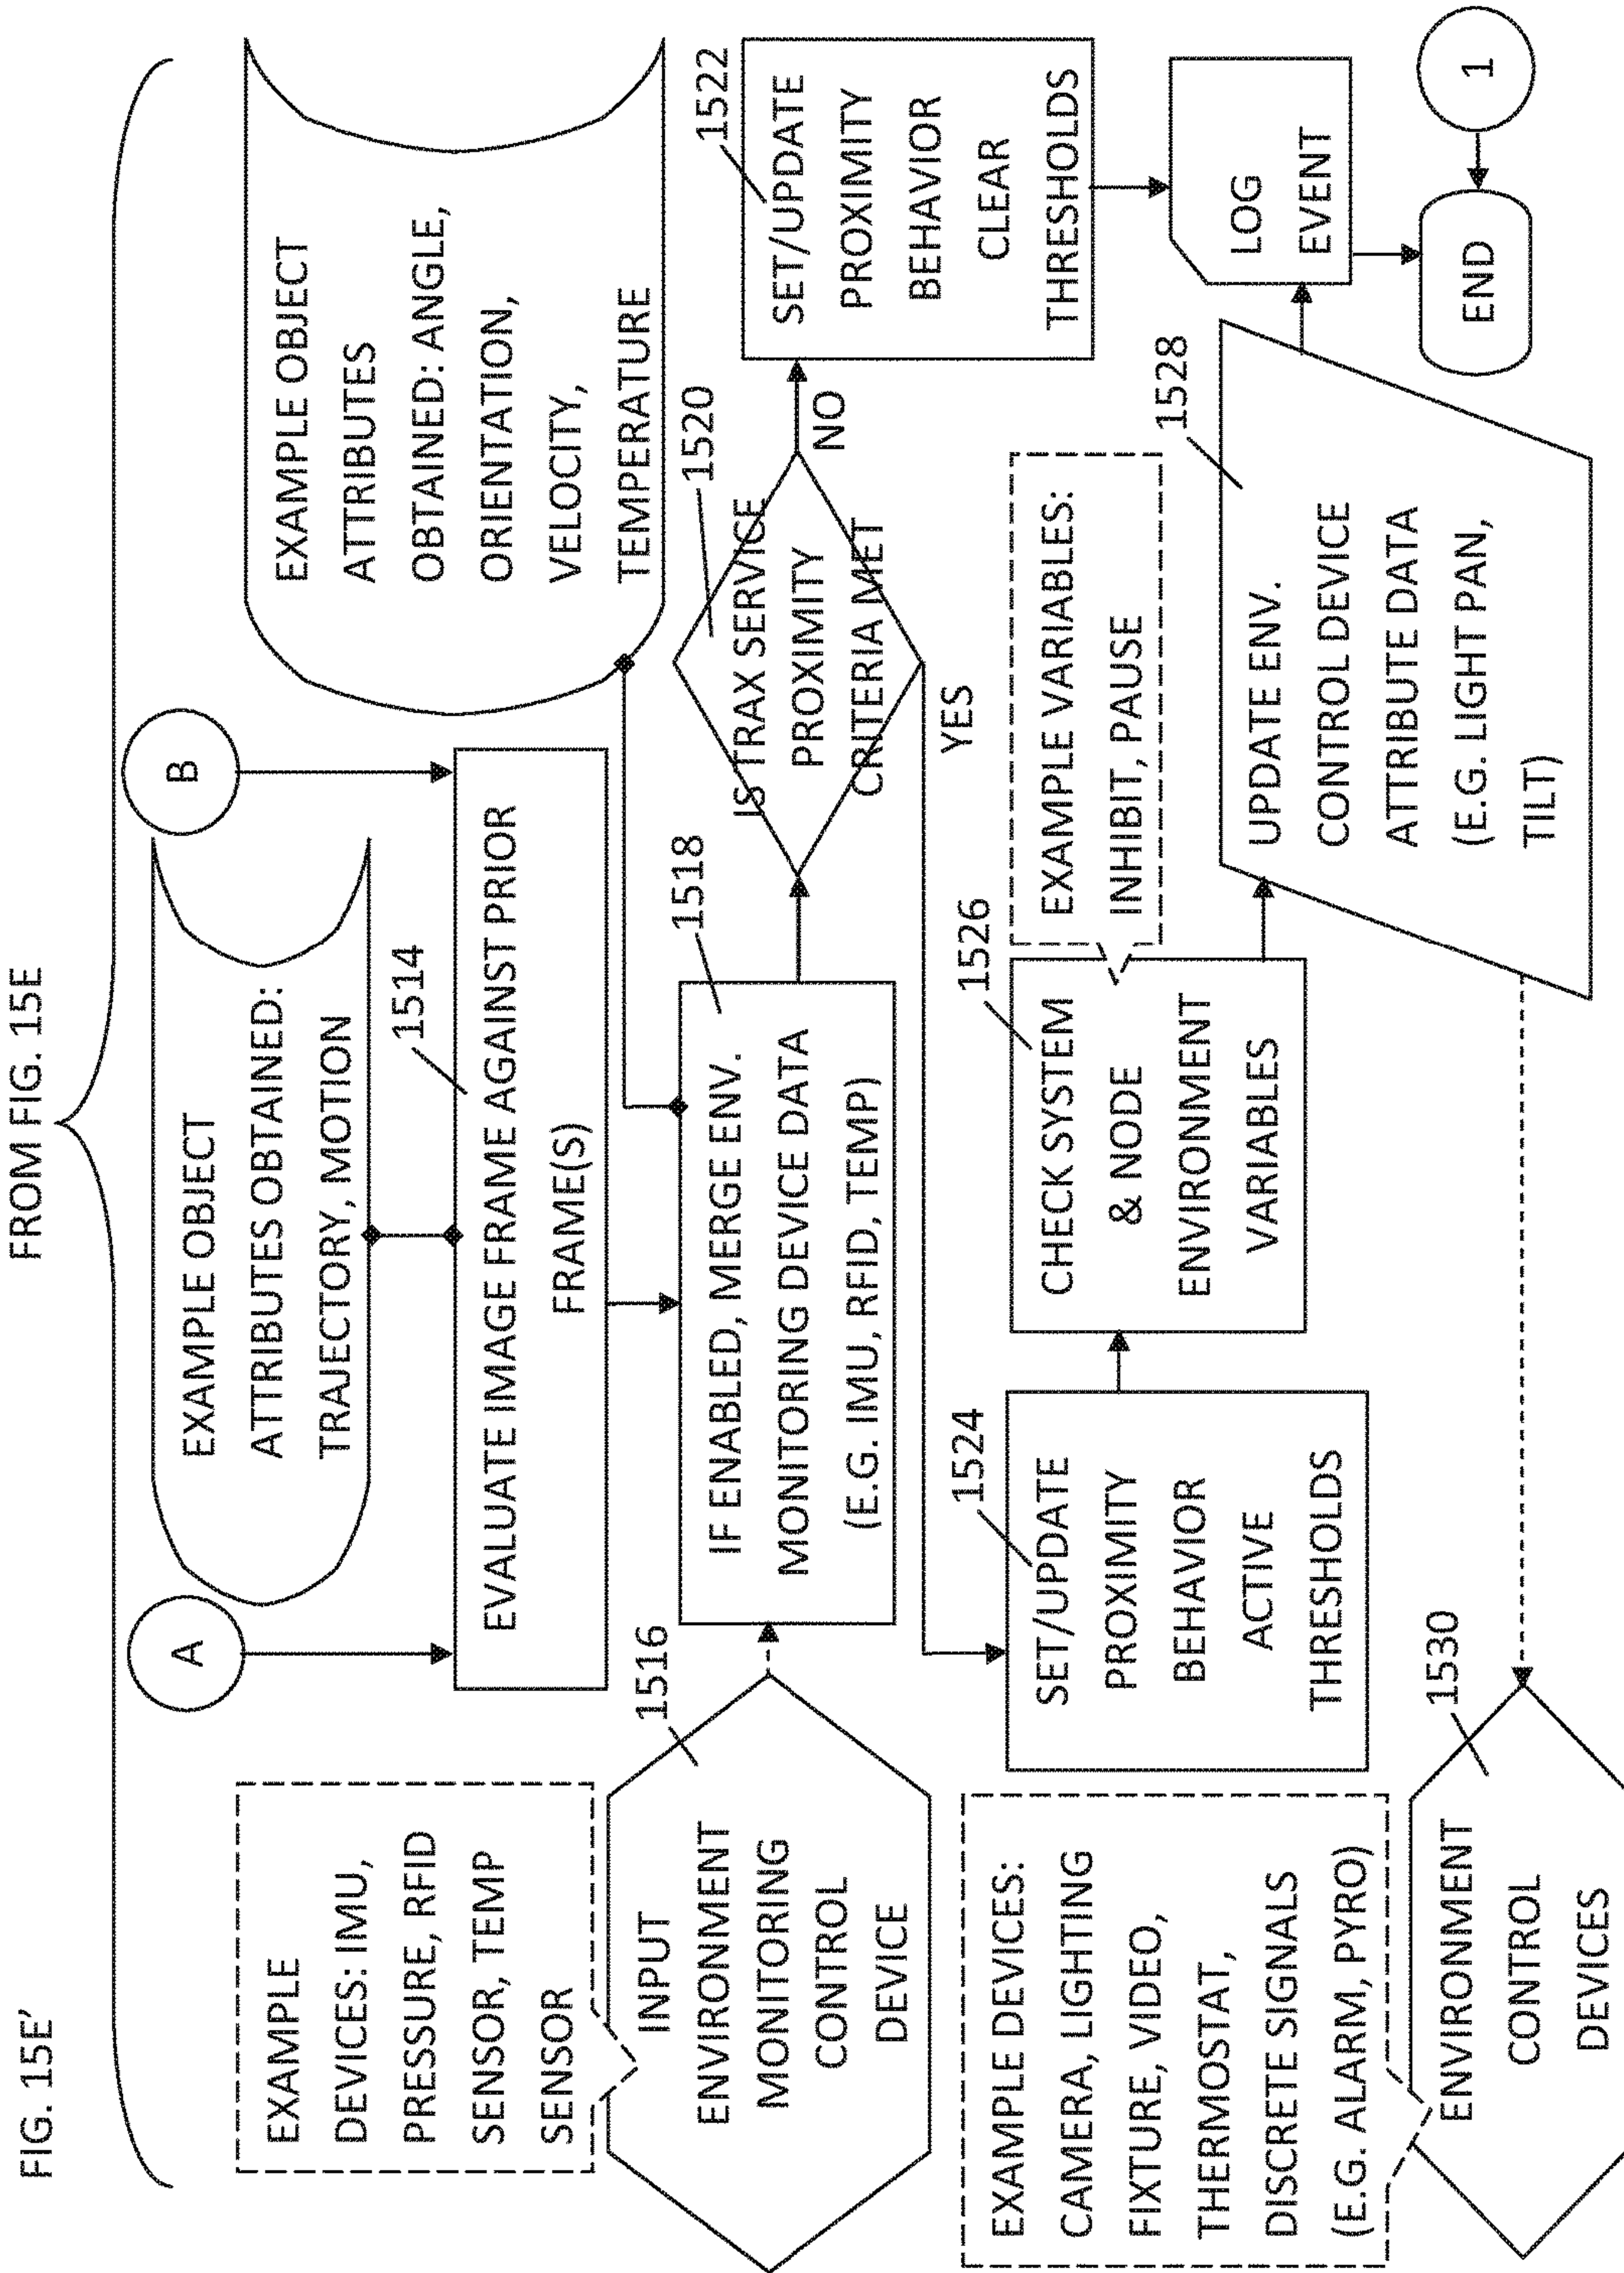 FIG. 15E’
FROM FIG. 15E
A
EXAMPLE OBJECT
ATTRIBUTES OBTAINED:
TRAJECTORY, MOTION
B
EXAMPLE OBJECT
ATTRIBUTES
OBTAINED: ANGLE,
ORIENTATION,
VELOCITY,
TEMPERATURE
EXAMPLE
DEVICES: IMU,
PRESSURE, RFID
SENSOR, TEMP
SENSOR
1514
EVALUATE IMAGE FRAME AGAINST PRIOR
FRAME(S)
1516
INPUT
ENVIRONMENT
MONITORING
CONTROL
DEVICE
1518
IF ENABLED, MERGE ENV.
MONITORING DEVICE DATA
(E.G. IMU, RFID, TEMP)
1520
IS TRAX SERVICE
PROXIMITY
CRITERIA MET
NO
YES
1522
SET/UPDATE
PROXIMITY
BEHAVIOR
CLEAR
THRESHOLDS
EXAMPLE DEVICES:
CAMERA, LIGHTING
FIXTURE, VIDEO,
THERMOSTAT,
DISCRETE SIGNALS
(E.G. ALARM, PYRO)
1524
SET/UPDATE
PROXIMITY
BEHAVIOR
ACTIVE
THRESHOLDS
1526
CHECK SYSTEM
& NODE
ENVIRONMENT
VARIABLES
EXAMPLE VARIABLES:
INHIBIT, PAUSE
1528
UPDATE ENV.
CONTROL DEVICE
ATTRIBUTE DATA
(E.G. LIGHT PAN,
TILT)
LOG
EVENT
1530
ENVIRONMENT
CONTROL
DEVICES
END
1